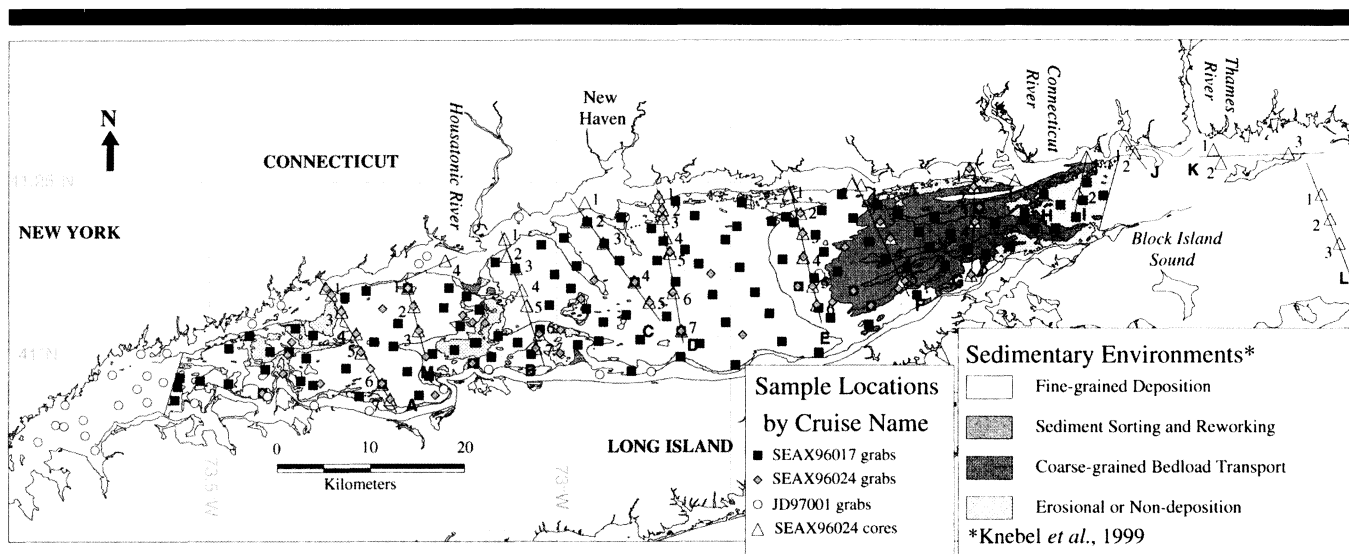 N
Housatonic
River
New
Haven
Connecticut
River
Thames
River
CONNECTICUT
NEW YORK
41 N
73.5 W
73 W
Block Island
Sound
LONG ISLAND
0 10 20
Kilometers
A
M
B
C
D
E
F
H
I
J
K
L
Sample Locations
by Cruise Name
SEAX96017 grabs
SEAX96024 grabs
JD97001 grabs
SEAX96024 cores
Sedimentary Environments*
Fine-grained Deposition
Sediment Sorting and Reworking
Coarse-grained Bedload Transport
Erosional or Non-deposition
*Knebel et al., 1999